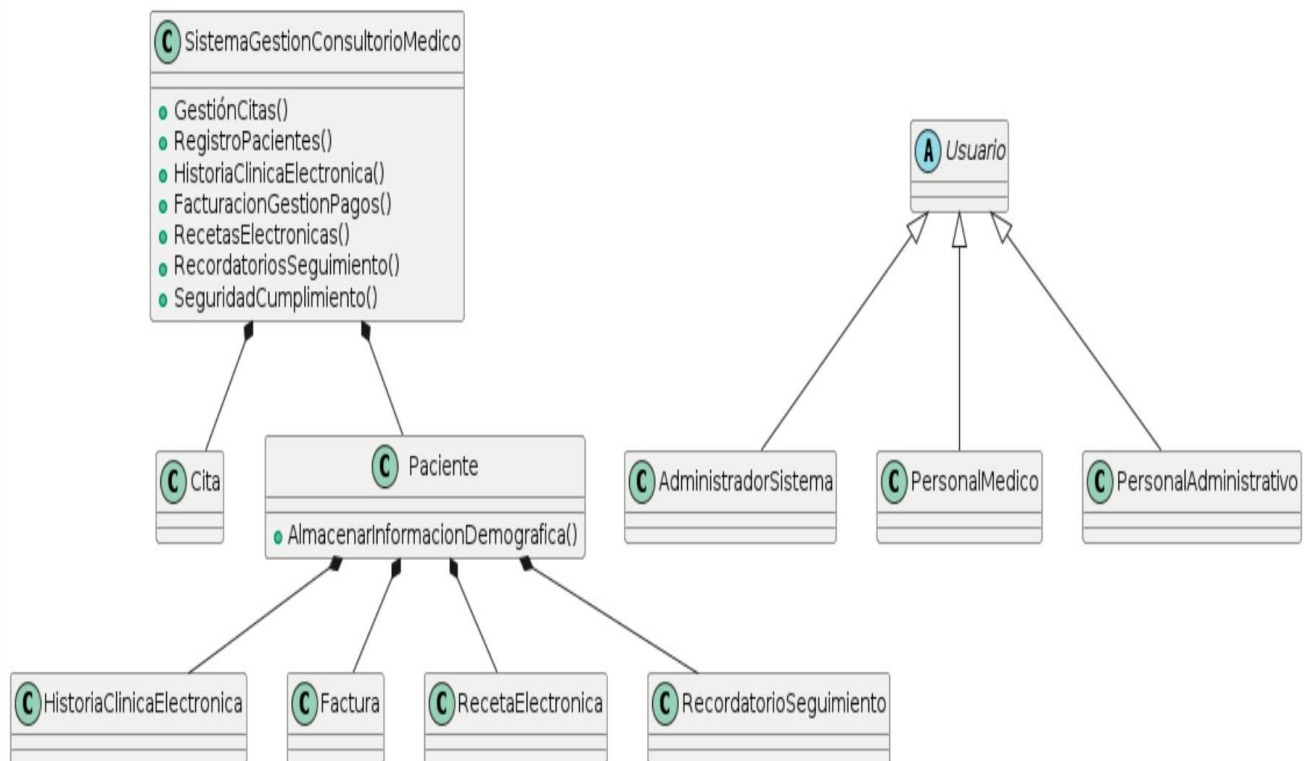 C SistemaGestionConsultorioMedico
GestiónCitas()
RegistroPacientes()
HistoriaClinicaElectronica()
FacturacionGestionPagos()
RecetasElectronicas()
RecordatoriosSeguimiento()
SeguridadCumplimiento()
A Usuario
C Cita
C Paciente
AlmacenarInformacionDemografica()
C AdministradorSistema
C PersonalMedico
C PersonalAdministrativo
C HistoriaClinicaElectronica
C Factura
C RecetaElectronica
C RecordatorioSeguimiento